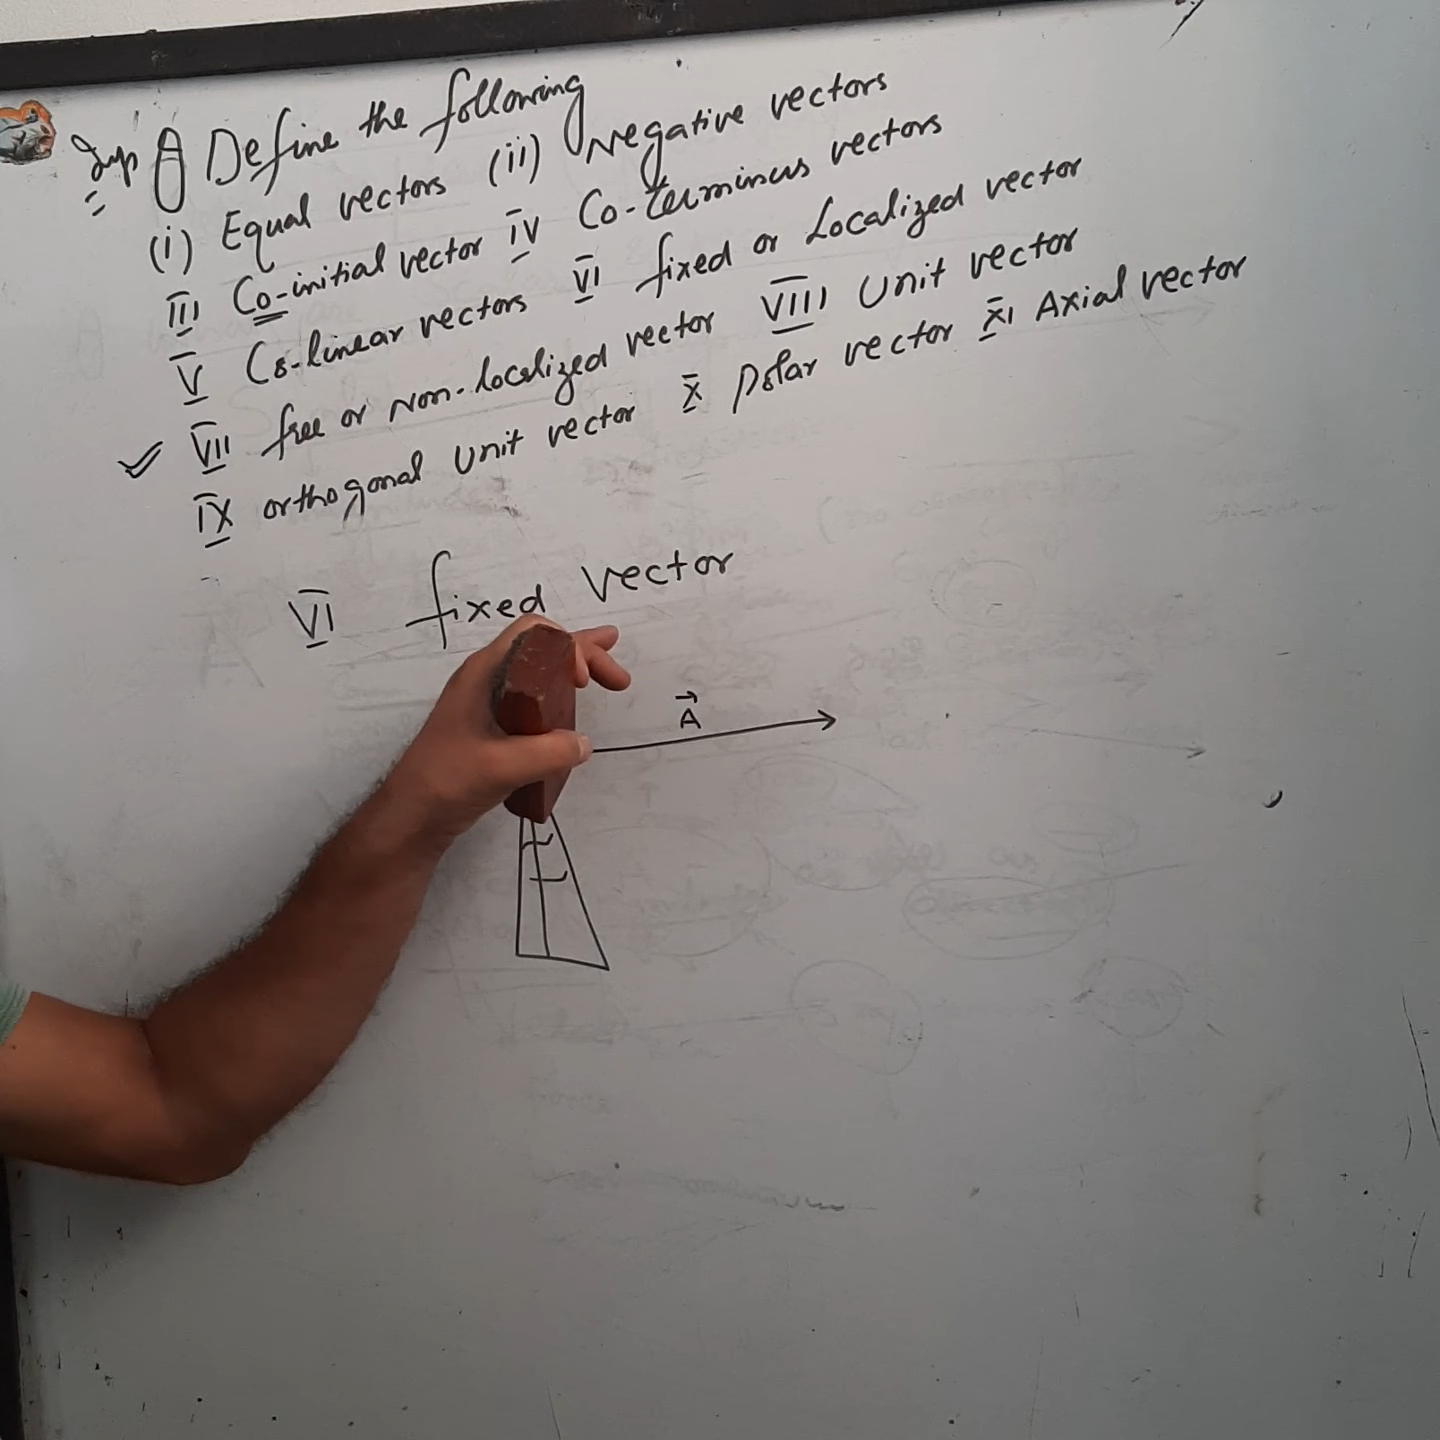 Imp Q Define the following
(i) Equal vectors (ii) Negative vectors
III Co-initial vector IV Co-terminus vectors
V Co-linear vectors VI fixed or Localized vector
VII free or Non-localized vector VIII Unit vector
IX orthogonal Unit vector X polar vector XI Axial vector
VI fixed vector
A